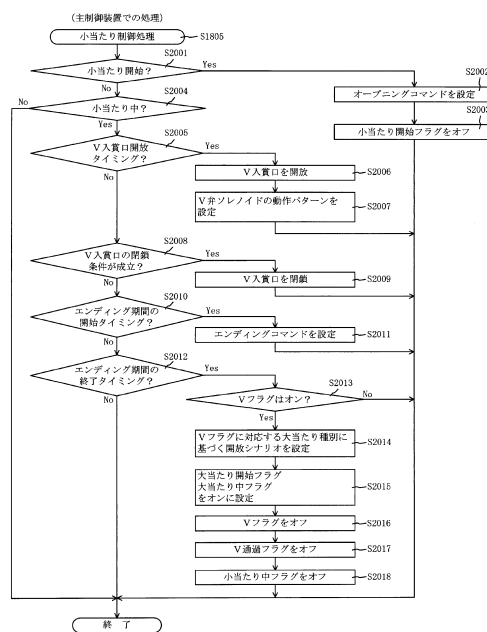 (主制御装置での処理)
小当たり制御処理
S1805
S2001
小当たり開始?
Yes
No
S2002
オープニングコマンドを設定
S2003
小当たり開始フラグをオフ
S2004
No
小当たり中?
Yes
S2005
V入賞口開放
タイミング?
Yes
No
V入賞口を開放
S2006
V弁ソレノイドの動作パターンを
設定
S2007
S2008
V入賞口の閉鎖
条件が成立?
Yes
No
V入賞口を閉鎖
S2009
S2010
エンディング期間の
開始タイミング?
Yes
No
エンディングコマンドを設定
S2011
S2012
エンディング期間の
終了タイミング?
Yes
No
S2013
Vフラグはオン?
No
Yes
Vフラグに対応する大当たり種別に
基づく開放シナリオを設定
S2014
大当たり開始フラグ
大当たり中フラグ
をオンに設定
S2015
Vフラグをオフ
S2016
V通過フラグをオフ
S2017
小当たり中フラグをオフ
S2018
終 了